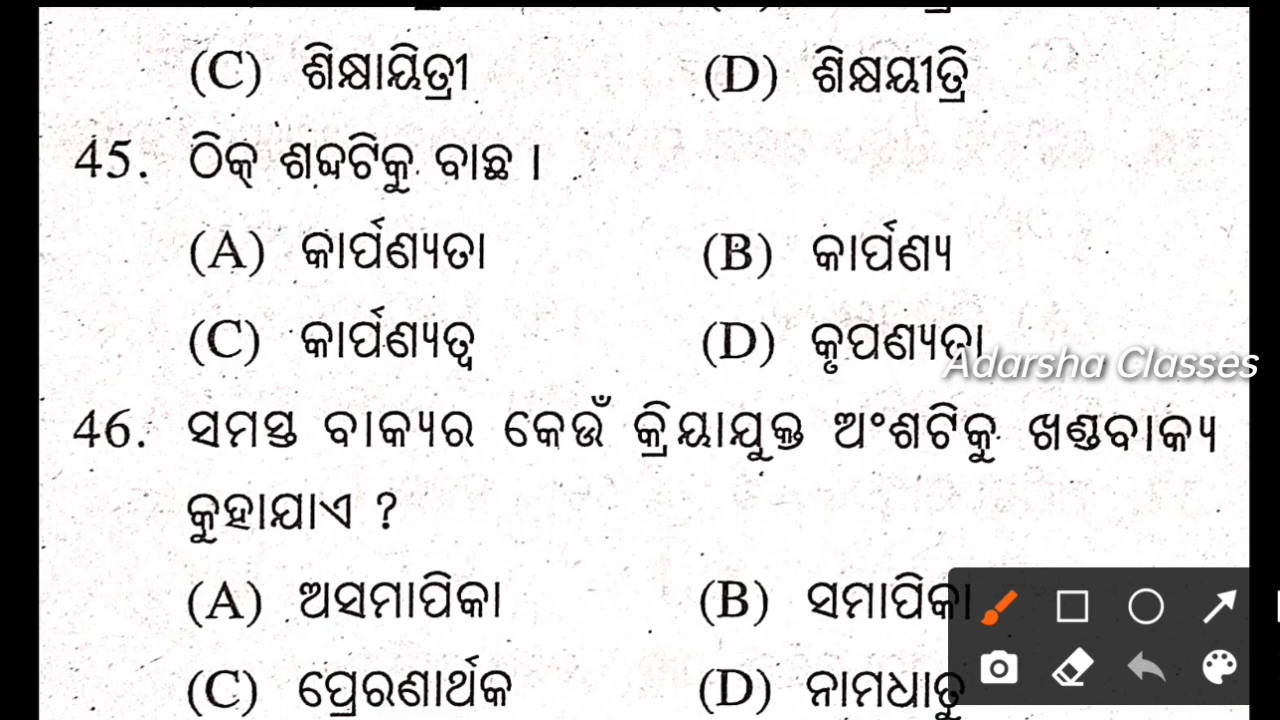 (C) ଶିକ୍ଷାୟିତ୍ରୀ (D) ଶିକ୍ଷୟୀତ୍ରି
45. ଠିକ୍ ଶବ୍ଦଟିକୁ ବାଛ ।
(A) କାର୍ପଣ୍ୟତା (B) କାର୍ପଣ୍ୟ
(C) କାର୍ପଣ୍ୟତ୍ୱ (D) କୃପଣ୍ୟତା
Adarsha Classes
46. ସମସ୍ତ ବାକ୍ୟର କେଉଁ କ୍ରିୟାଯୁକ୍ତ ଅଂଶଟିକୁ ଖଣ୍ଡବାକ୍ୟ
କୁହାଯାଏ ?
(A) ଅସମାପିକା (B) ସମାପିକା
(C) ପ୍ରେରଣାର୍ଥକ (D) ନାମଧାତୁ